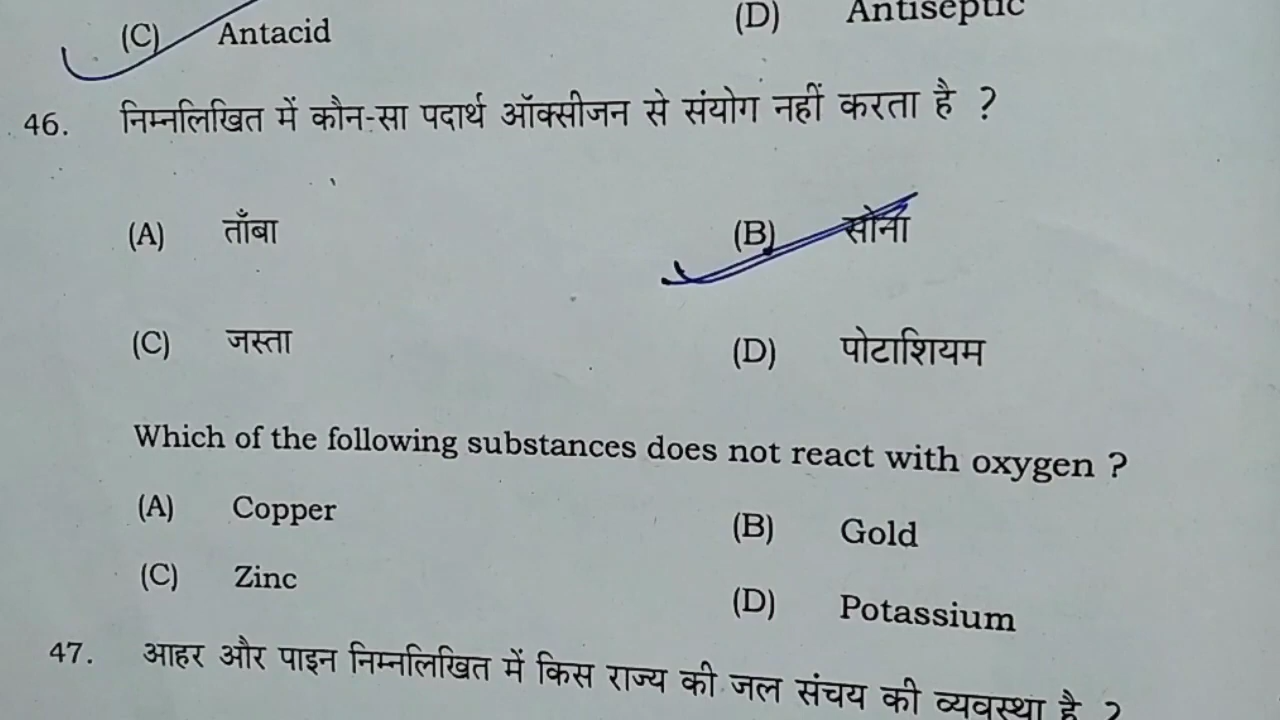 (C) Antacid (D) Antiseptic
46. निम्नलिखित में कौन-सा पदार्थ ऑक्सीजन से संयोग नहीं करता है ?
(A) ताँबा (B) सोना
(C) जस्ता (D) पोटाशियम
Which of the following substances does not react with oxygen ?
(A) Copper (B) Gold
(C) Zinc (D) Potassium
47. आहर और पाइन निम्नलिखित में किस राज्य की जल संचय की व्यवस्था है ?